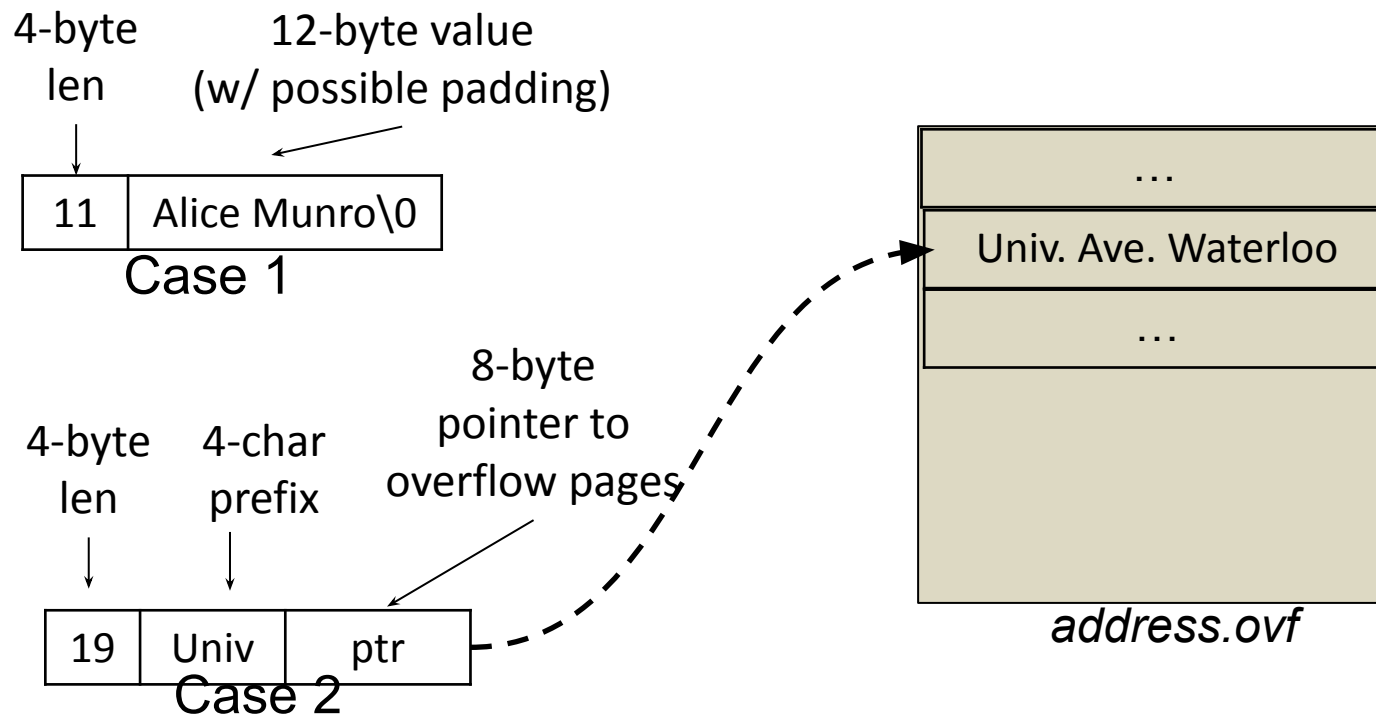 4-byte
len
12-byte value
(w/ possible padding)
11
Alice Munro\0
Case 1
4-byte
len
4-char
prefix
8-byte
pointer to
overflow pages
19
Univ
ptr
Case 2
…
Univ. Ave. Waterloo
…
address.ovf